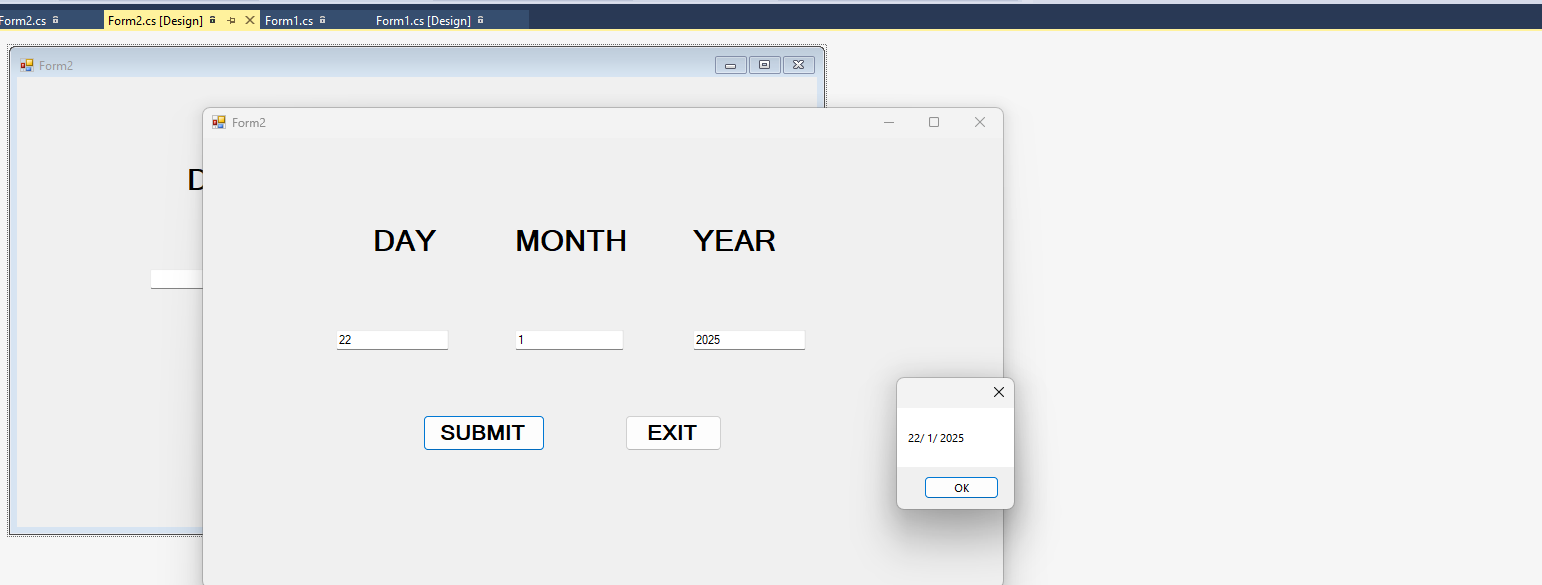 Form2.cs
Form2.cs [Design]
Form1.cs
Form1.cs [Design]
Form2
Form2
D
DAY
MONTH
YEAR
22
1
2025
SUBMIT
EXIT
22/ 1/ 2025
OK